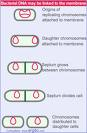 Bacterial DNA may be linked to the membrane
Origins of
replicating chromosomes
attached to membrane
Daughter chromosomes
attached to membrane
Septum grows
between chromosomes
Septum divides cell
Chromosomes
distributed to
daughter cells